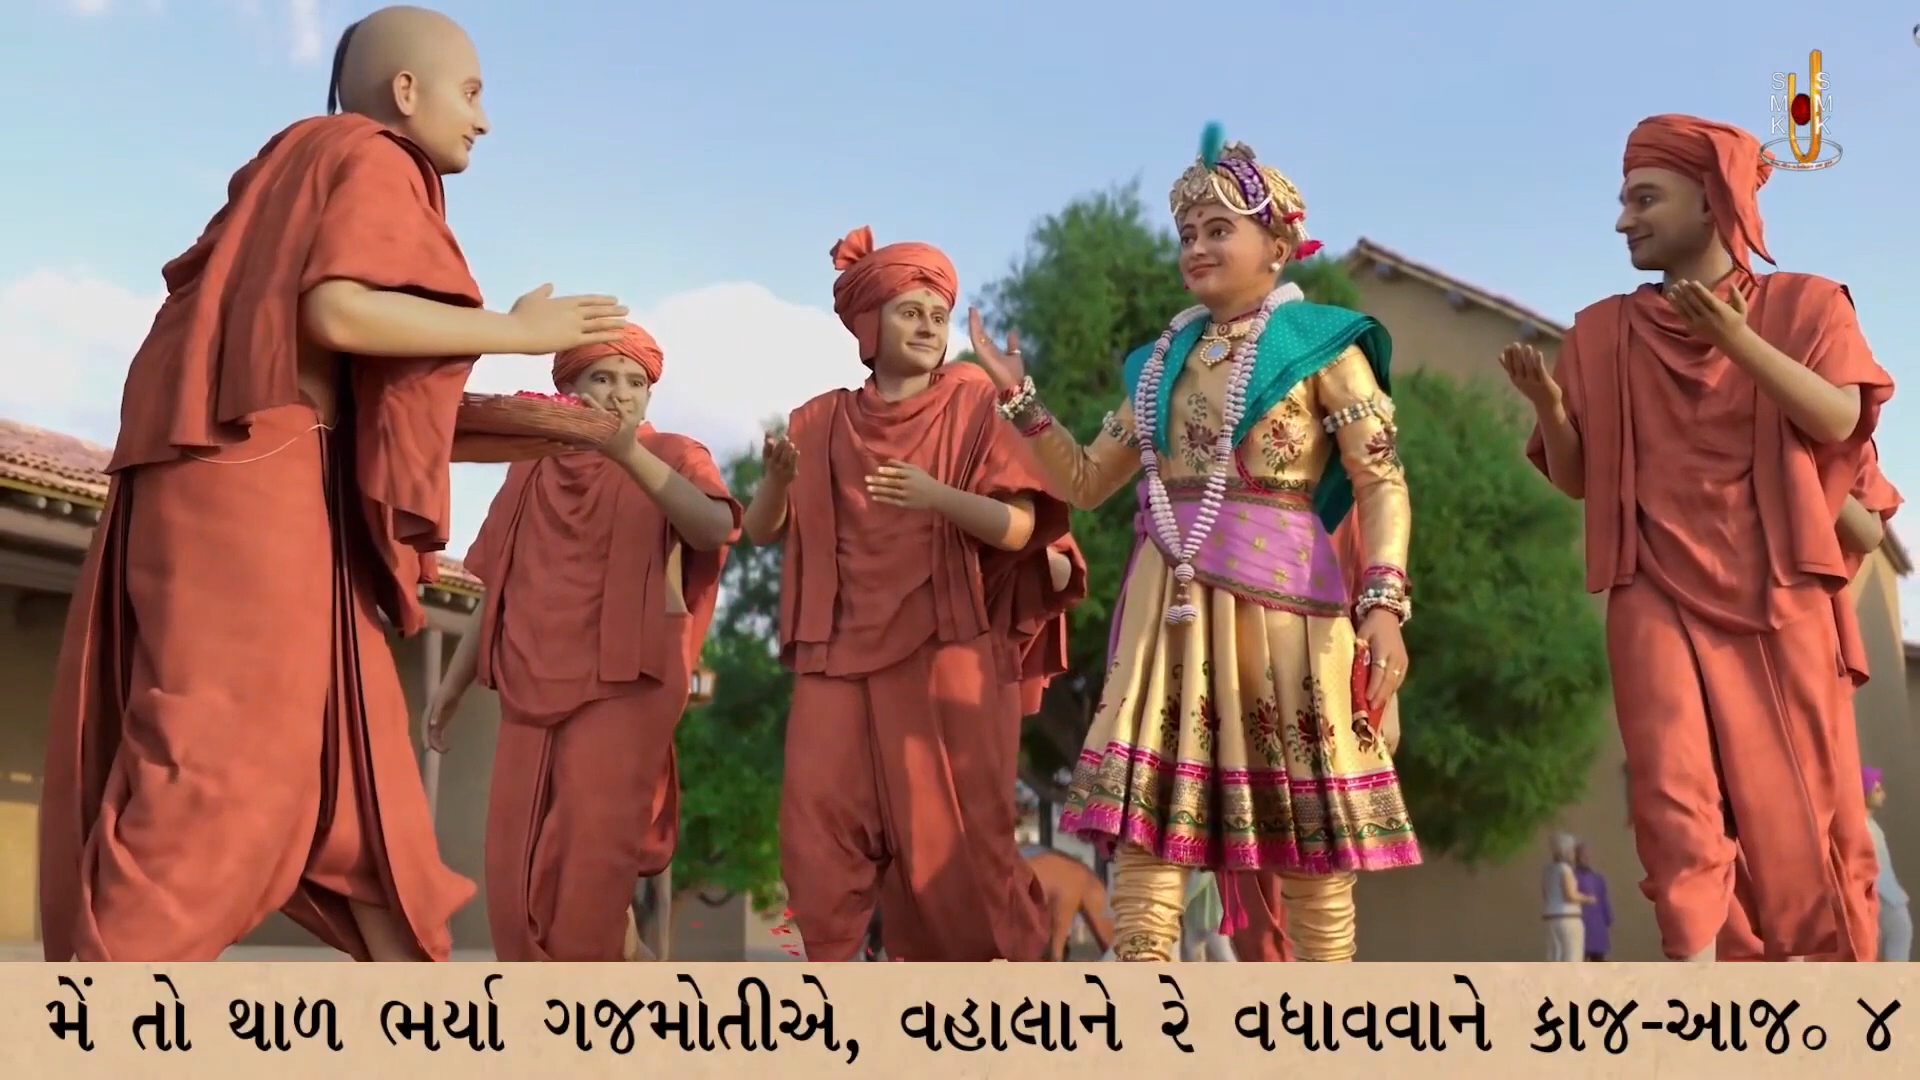 S S
M M
K K
મેં તો થાળ ભર્યા ગજમોતીએ, વહાલાને રે વધાવવાને કાજ-આજ૦ ૪